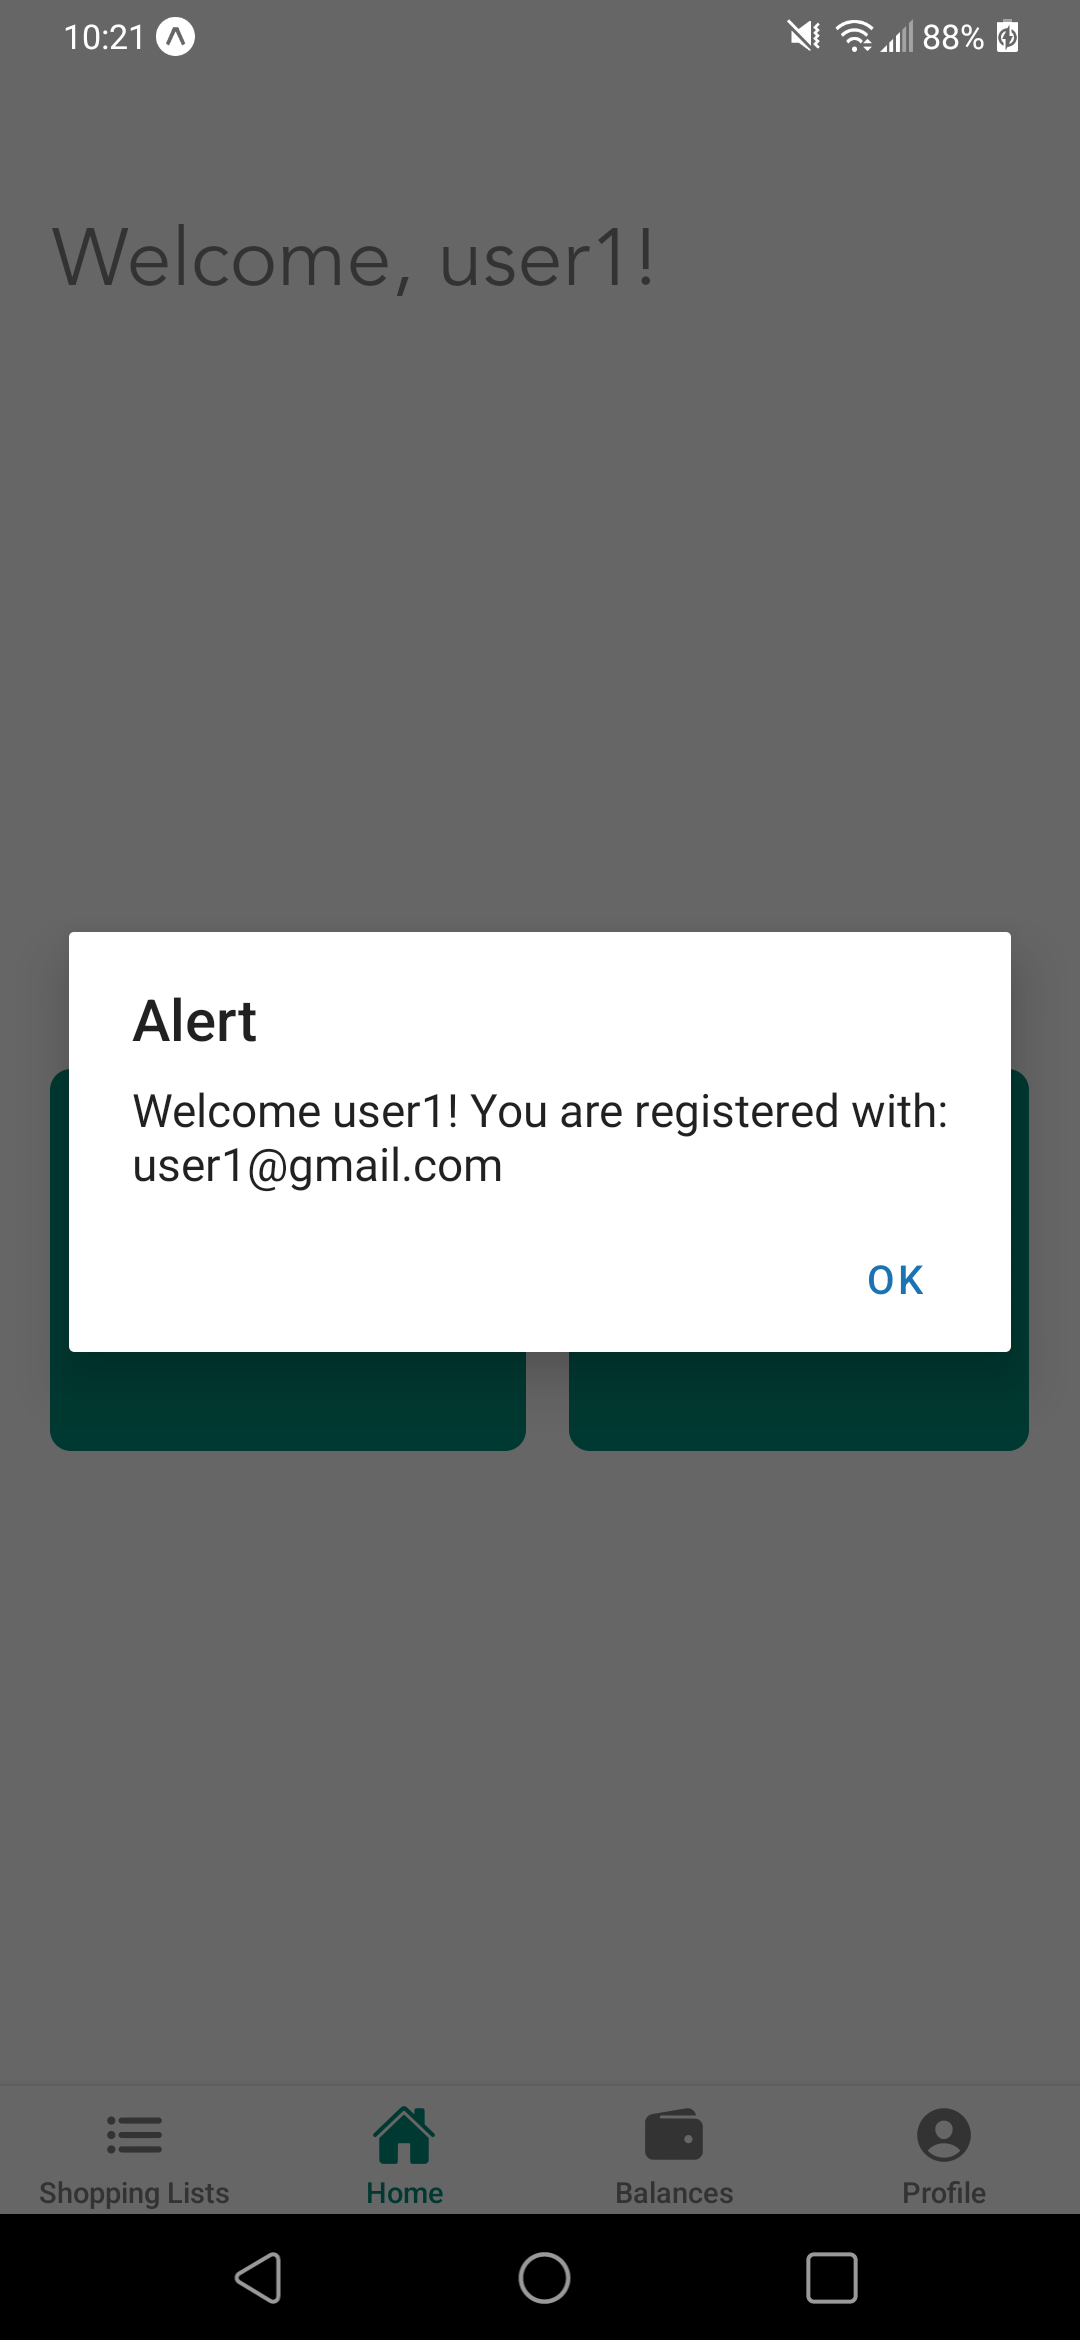 10:21
88%
Welcome, user1!
Alert
Welcome user1! You are registered with:
user1@gmail.com
OK
Shopping Lists
Home
Balances
Profile